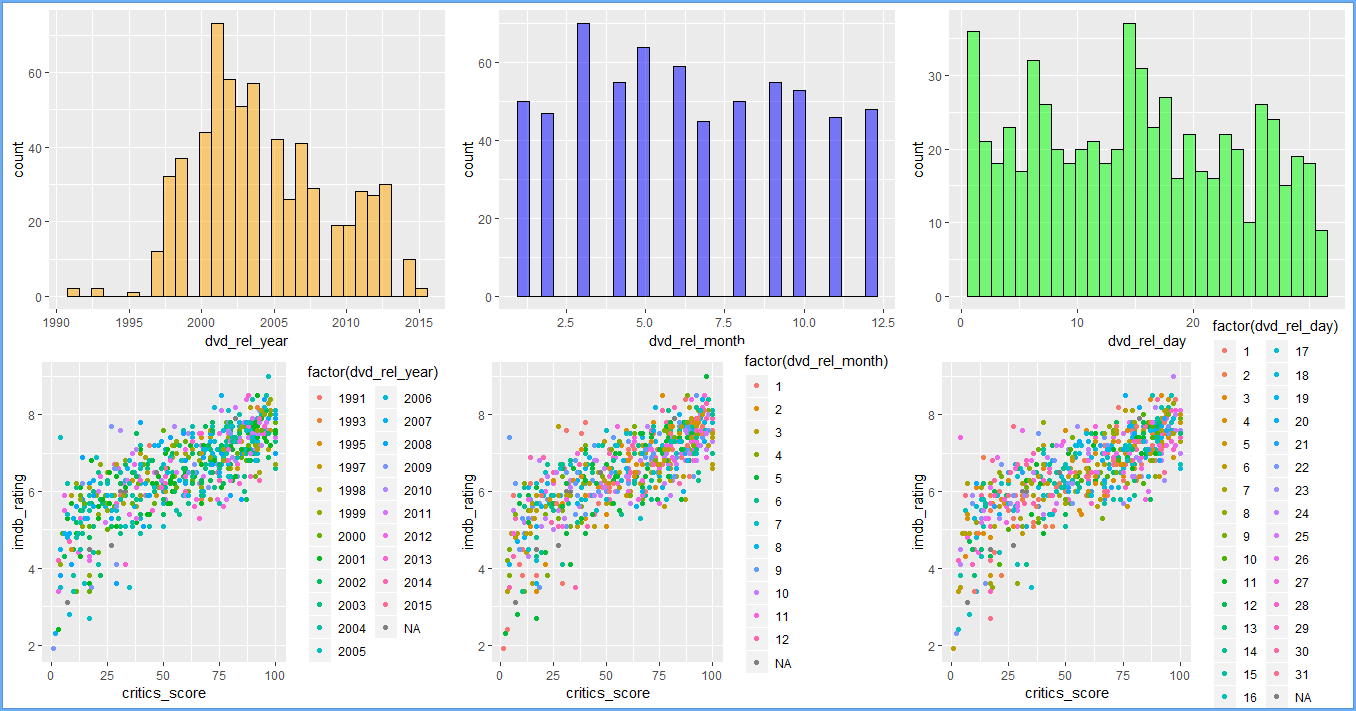 count
60
40
20
0
1990 1995 2000 2005 2010 2015
dvd_rel_year
count
60
40
20
0
2.5 5.0 7.5 10.0 12.5
dvd_rel_month
count
30
20
10
0
0 10 20
dvd_rel_day
imdb_rating
8
6
4
2
0 25 50 75 100
critics_score
factor(dvd_rel_year)
1991 2006
1993 2007
1995 2008
1997 2009
1998 2010
1999 2011
2000 2012
2001 2013
2002 2014
2003 2015
2004 NA
2005
imdb_rating
8
6
4
2
0 25 50 75 100
critics_score
factor(dvd_rel_month)
1
2
3
4
5
6
7
8
9
10
11
12
NA
imdb_rating
8
6
4
2
0 25 50 75 100
critics_score
factor(dvd_rel_day)
1 17
2 18
3 19
4 20
5 21
6 22
7 23
8 24
9 25
10 26
11 27
12 28
13 29
14 30
15 31
16 NA